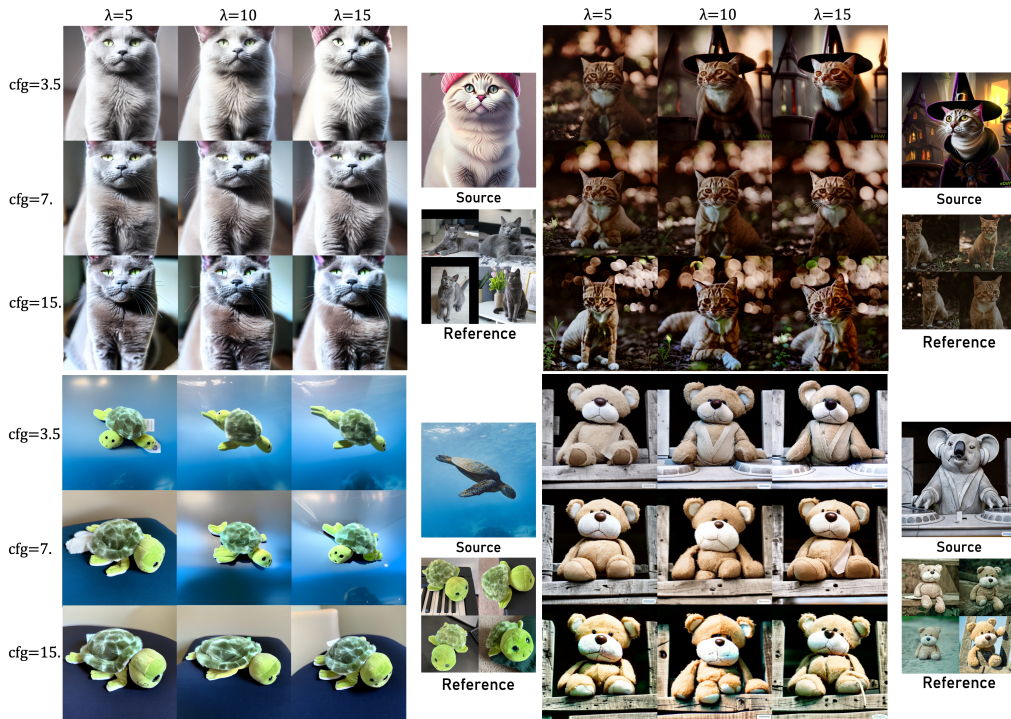 λ=5 λ=10 λ=15
cfg=3.5
cfg=7.
cfg=15.
Source
Reference
λ=5 λ=10 λ=15
Source
Reference
cfg=3.5
cfg=7.
cfg=15.
Source
Reference
Source
Reference